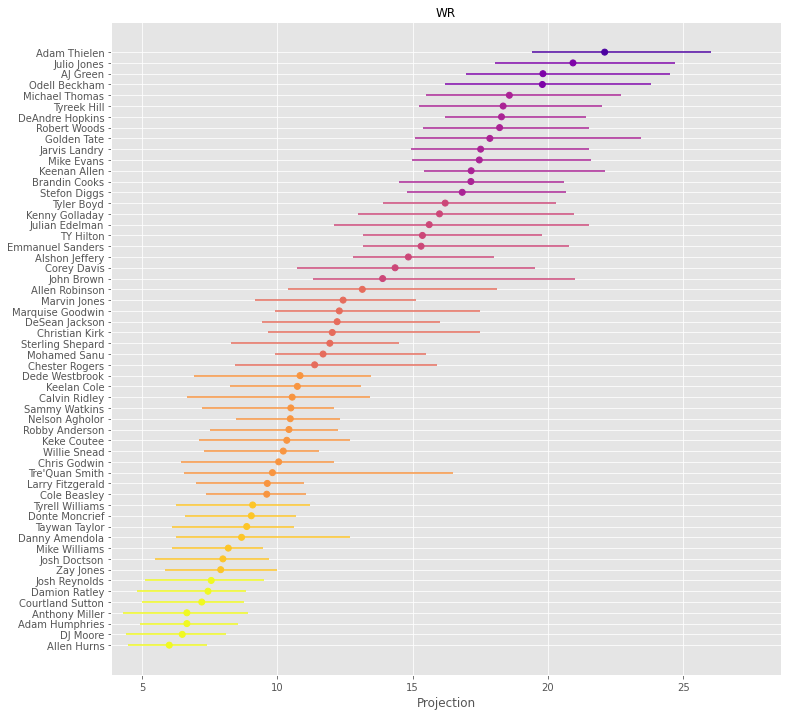 WR
Adam Thielen
Julio Jones
AJ Green
Odell Beckham
Michael Thomas
Tyreek Hill
DeAndre Hopkins
Robert Woods
Golden Tate
Jarvis Landry
Mike Evans
Keenan Allen
Brandin Cooks
Stefon Diggs
Tyler Boyd
Kenny Golladay
Julian Edelman
TY Hilton
Emmanuel Sanders
Alshon Jeffery
Corey Davis
John Brown
Allen Robinson
Marvin Jones
Marquise Goodwin
DeSean Jackson
Christian Kirk
Sterling Shepard
Mohamed Sanu
Chester Rogers
Dede Westbrook
Keelan Cole
Calvin Ridley
Sammy Watkins
Nelson Agholor
Robby Anderson
Keke Coutee
Willie Snead
Chris Godwin
Tre'Quan Smith
Larry Fitzgerald
Cole Beasley
Tyrell Williams
Donte Moncrief
Taywan Taylor
Danny Amendola
Mike Williams
Josh Doctson
Zay Jones
Josh Reynolds
Damion Ratley
Courtland Sutton
Anthony Miller
Adam Humphries
DJ Moore
Allen Hurns
5 10 15 20 25
Projection